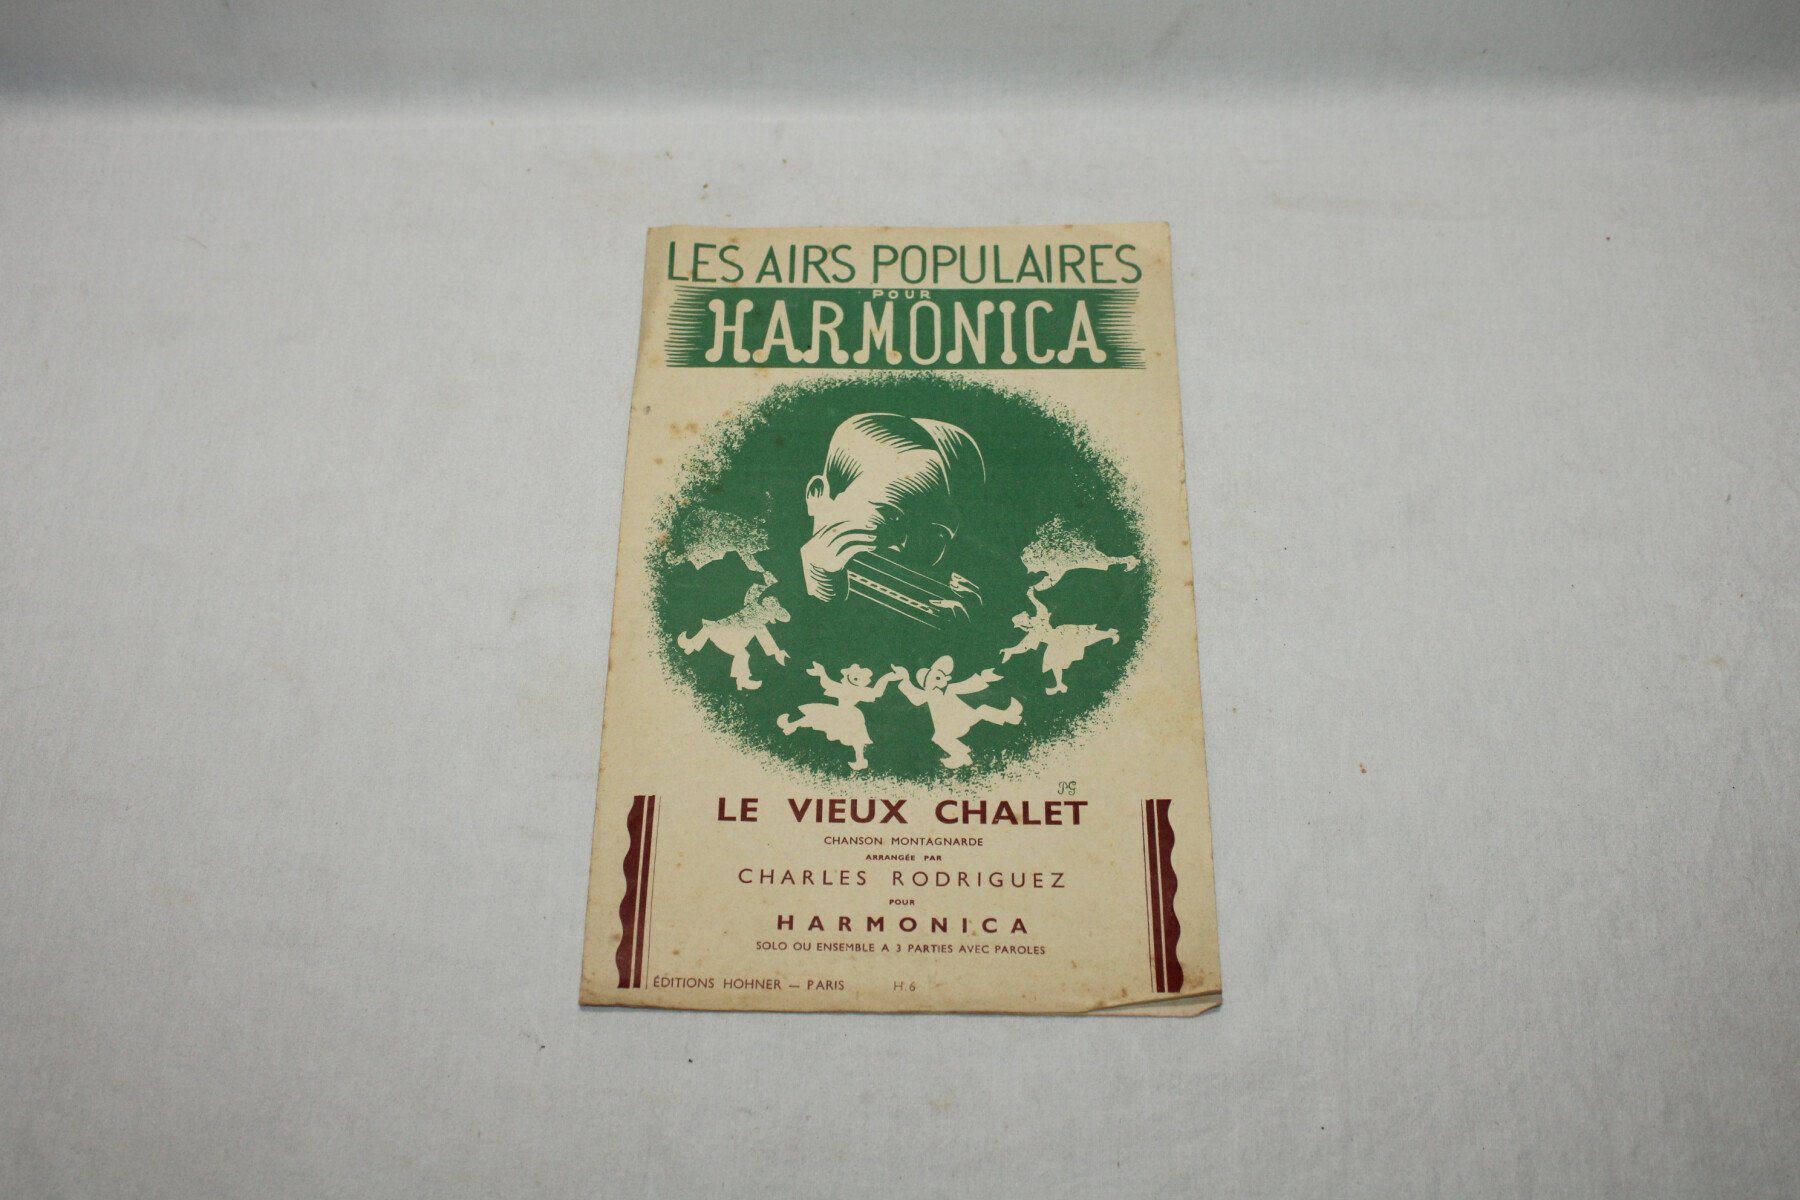 LES AIRS POPULAIRES
POUR
HARMONICA
PG
LE VIEUX CHALET
CHANSON MONTAGNARDE
ARRANGÉE PAR
CHARLES RODRIGUEZ
POUR
HARMONICA
SOLO OU ENSEMBLE A 3 PARTIES AVEC PAROLES
ÉDITIONS HOHNER — PARIS H.6